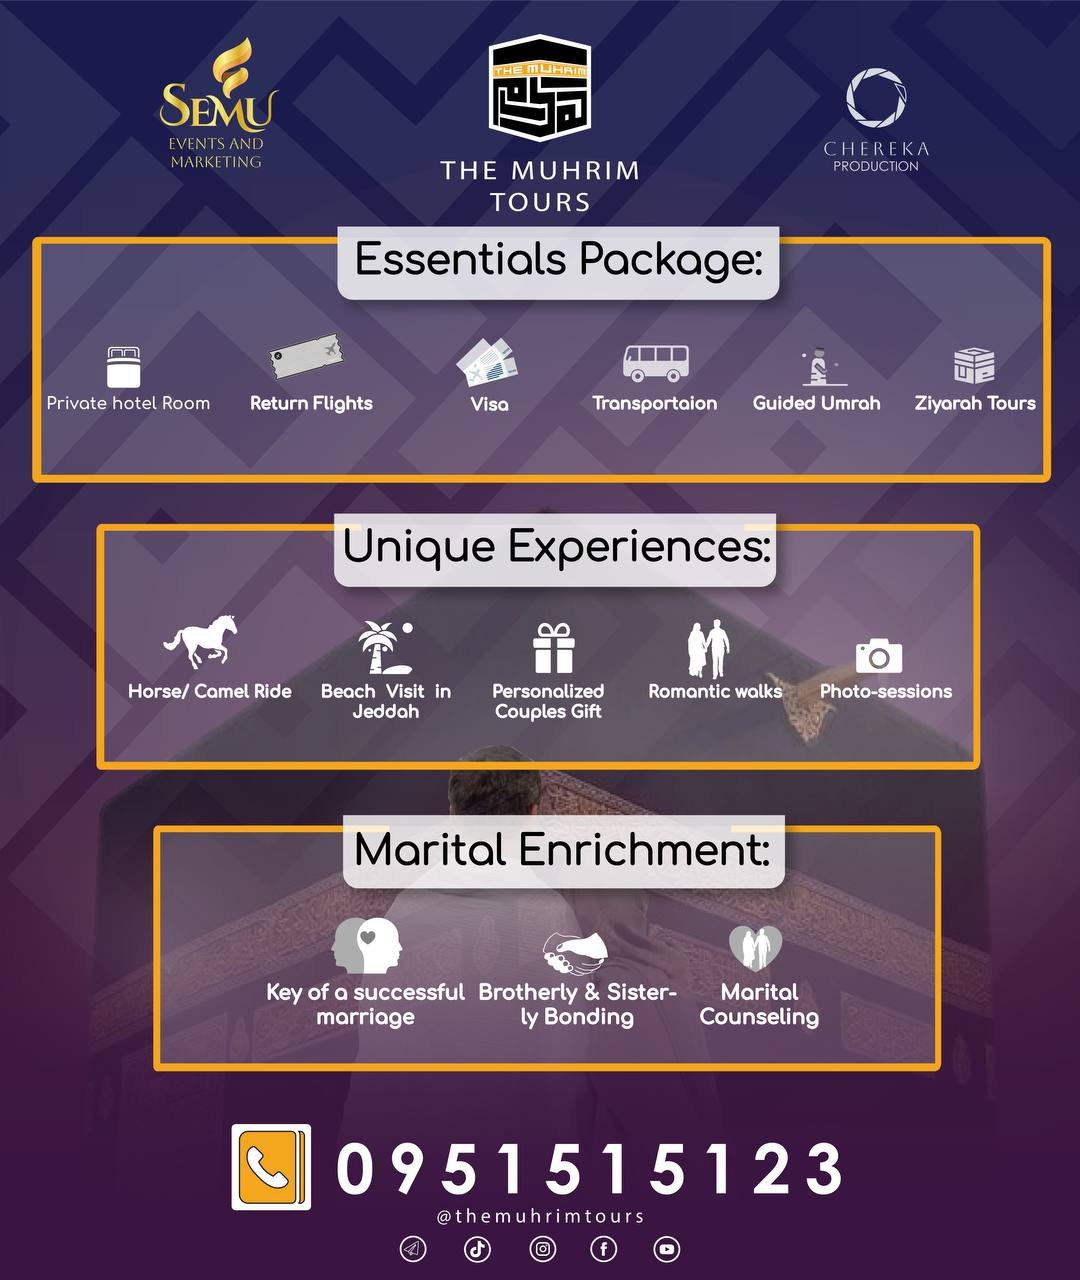 SEMU
EVENTS AND
MARKETING
THE MUHRIM
THE MUHRIM
TOURS
CHEREKA
PRODUCTION
Essentials Package:
Private hotel Room
Return Flights
Visa
Transportaion
Guided Umrah
Ziyarah Tours
Unique Experiences:
Horse/ Camel Ride
Beach Visit in
Jeddah
Personalized
Couples Gift
Romantic walks
Photo-sessions
Marital Enrichment:
Key of a successful
marriage
Brotherly & Sister-
ly Bonding
Marital
Counseling
0951515123
@themuhrimtours